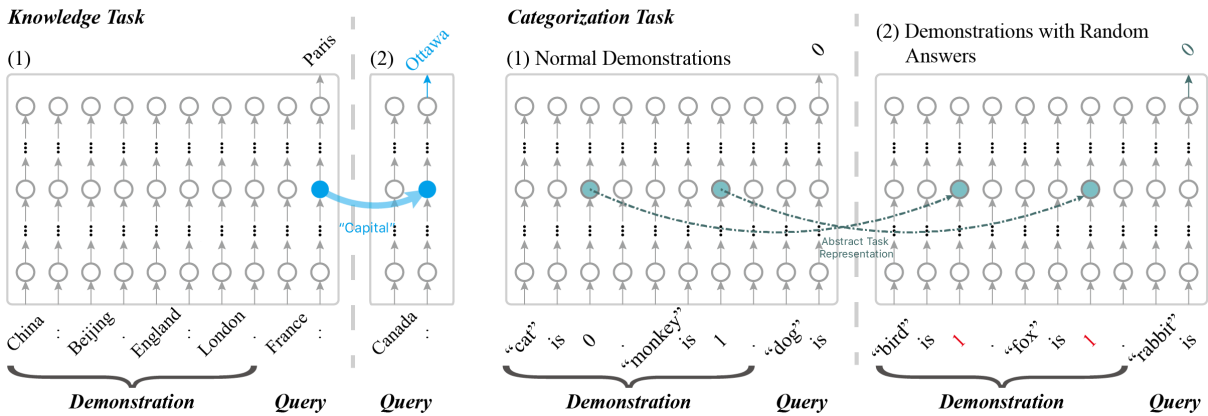 Knowledge Task
(1)
Paris
(2)
Ottawa
"Capital"
China
:
Beijing
.
England
:
London
.
France
:
Canada
:
Demonstration
Query
Query
Categorization Task
(1) Normal Demonstrations
0
(2) Demonstrations with Random
Answers
0
Abstract Task
Representation
“cat”
is
0
.
“monkey”
is
1
.
“dog”
is
“bird”
is
1
.
“fox”
is
1
.
“rabbit”
is
Demonstration
Query
Demonstration
Query